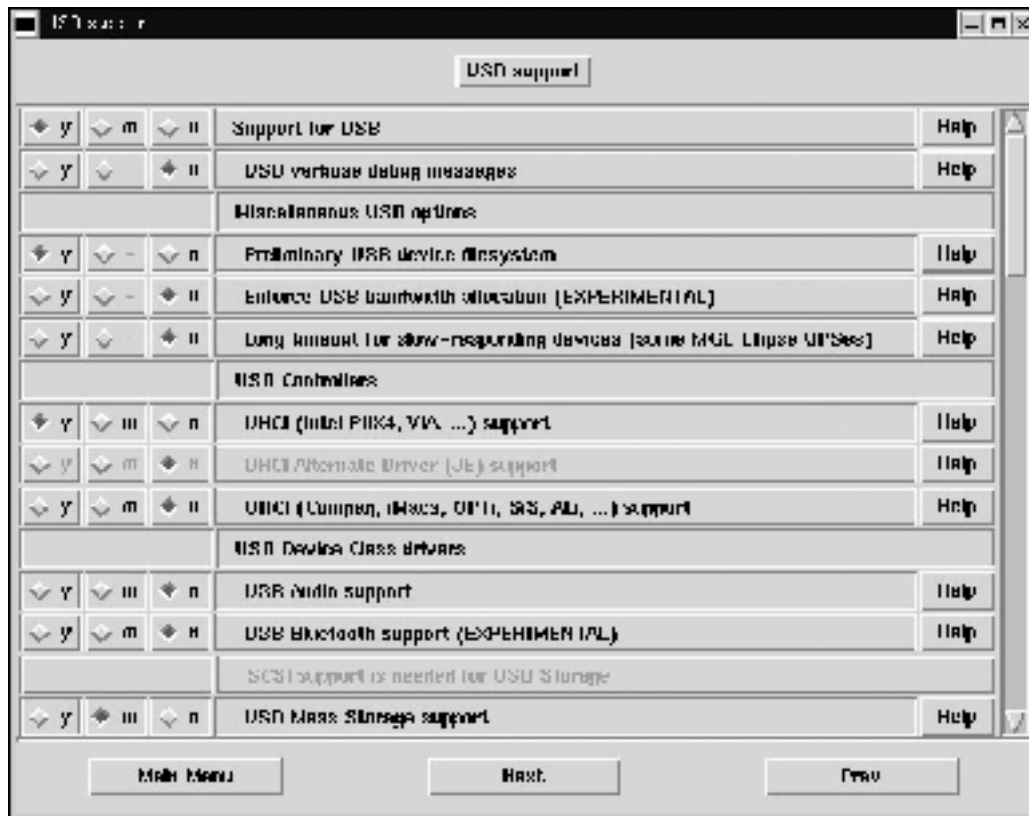 USB support
USB support
y m n Support for USB Help
y - n USB verbose debug messages Help
Miscellaneous USB options
y - n Preliminary USB device filesystem Help
y - n Enforce USB bandwidth allocation (EXPERIMENTAL) Help
y - n Long timeout for slow-responding devices (some MGE Ellipse UPSes) Help
USB Controllers
y m n UHCI (Intel PIIX4, VIA, ...) support Help
y m n UHCI Alternate Driver (JE) support Help
y m n OHCI (Compaq, iMacs, OPTi, SiS, ALi, ...) support Help
USB Device Class drivers
y m n USB Audio support Help
y m n USB Bluetooth support (EXPERIMENTAL) Help
SCSI support is needed for USB Storage
y m n USB Mass Storage support Help
Main Menu Next Prev